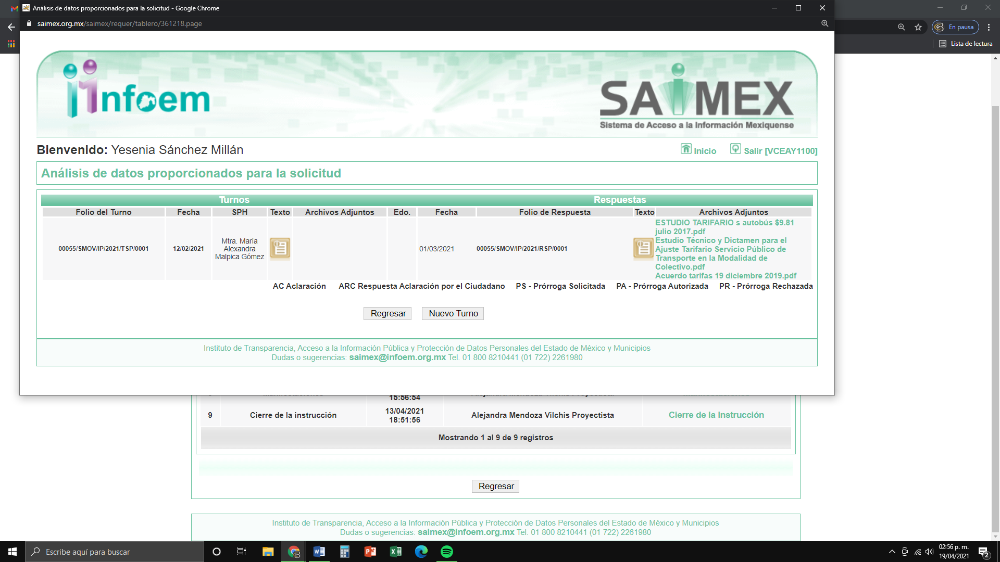 Análisis de datos proporcionados para la solicitud - Google Chrome
saimex.org.mx/saimex/requer/tablero/361218.page
En pausa
Lista de lectura
infoem
SAIMEX
Sistema de Acceso a la Información Mexiquense
Bienvenido: Yesenia Sánchez Millán
Inicio
Salir [VCEAY1100]
Análisis de datos proporcionados para la solicitud
Turnos
Respuestas
Folio del Turno
Fecha
SPH
Texto
Archivos Adjuntos
Edo.
Fecha
Folio de Respuesta
Texto
Archivos Adjuntos
00055/SMOV/IP/2021/TSP/0001
12/02/2021
Mtra. María
Alexandra
Malpica Gómez
01/03/2021
00055/SMOV/IP/2021/RSP/0001
ESTUDIO TARIFARIO s autobús $9.81
julio 2017.pdf
Estudio Técnico y Dictamen para el
Ajuste Tarifario Servicio Público de
Transporte en la Modalidad de
Colectivo.pdf
Acuerdo tarifas 19 diciembre 2019.pdf
AC Aclaración
ARC Respuesta Aclaración por el Ciudadano
PS - Prórroga Solicitada
PA - Prórroga Autorizada
PR - Prórroga Rechazada
Regresar
Nuevo Turno
Instituto de Transparencia, Acceso a la Información Pública y Protección de Datos Personales del Estado de México y Municipios
Dudas o sugerencias: saimex@infoem.org.mx Tel. 01 800 8210441 (01 722) 2261980
15:56:54
9
Cierre de la instrucción
13/04/2021
18:51:56
Alejandra Mendoza Vilchis Proyectista
Cierre de la Instrucción
Mostrando 1 al 9 de 9 registros
Regresar
Instituto de Transparencia, Acceso a la Información Pública y Protección de Datos Personales del Estado de México y Municipios
Dudas o sugerencias: saimex@infoem.org.mx Tel. 01 800 8210441 (01 722) 2261980
Escribe aquí para buscar
02:56 p. m.
19/04/2021
2